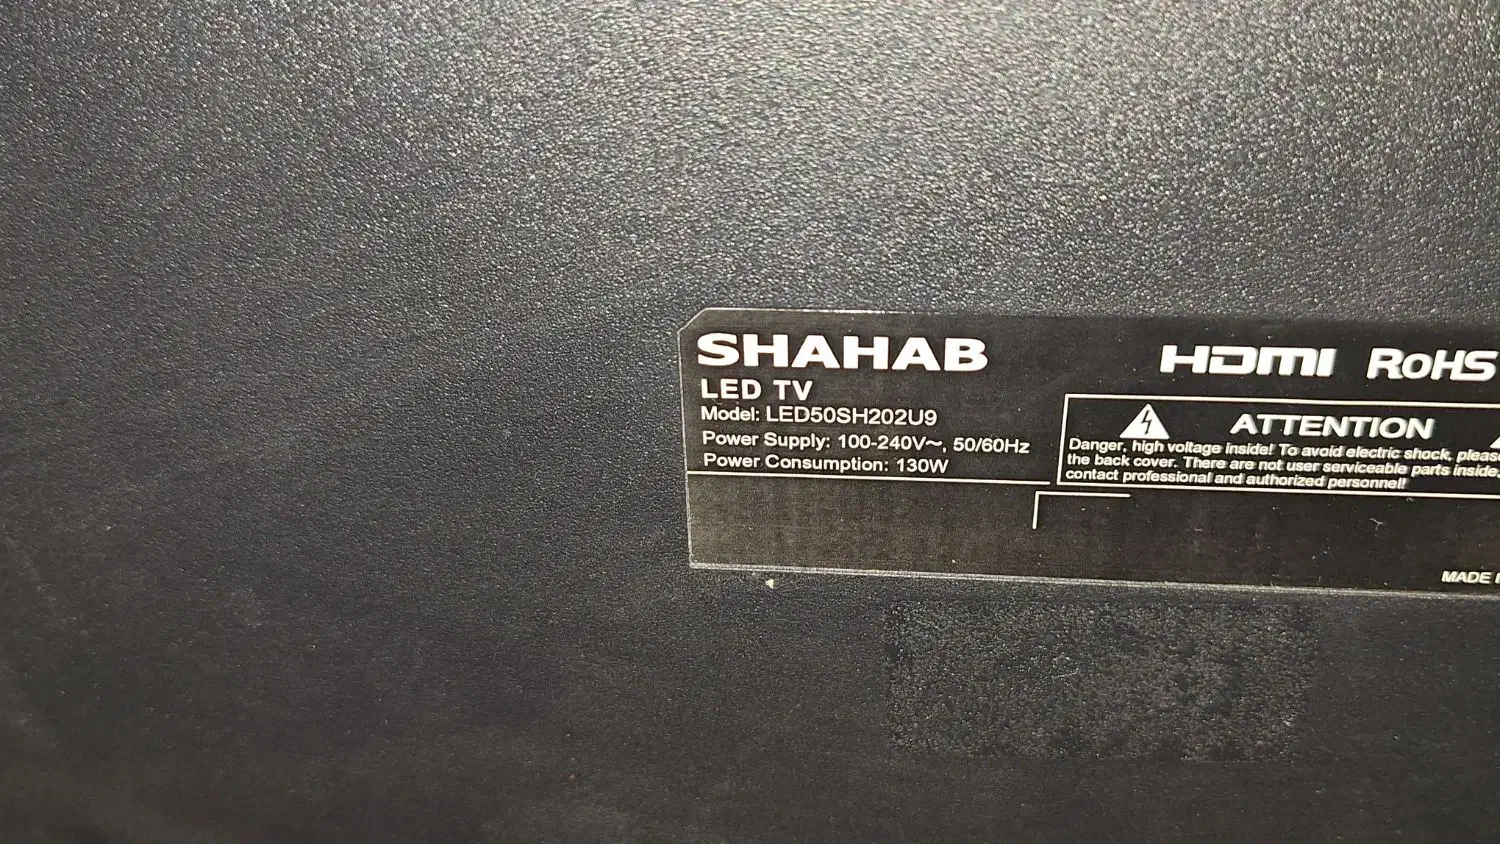 SHAHAB
LED TV
Model: LED50SH202U9
Power Supply: 100-240V~, 50/60Hz
Power Consumption: 130W
HDMI RoHS
ATTENTION
Danger, high voltage inside! To avoid electric shock, please
the back cover. There are not user serviceable parts inside,
contact professional and authorized personnel!
MADE